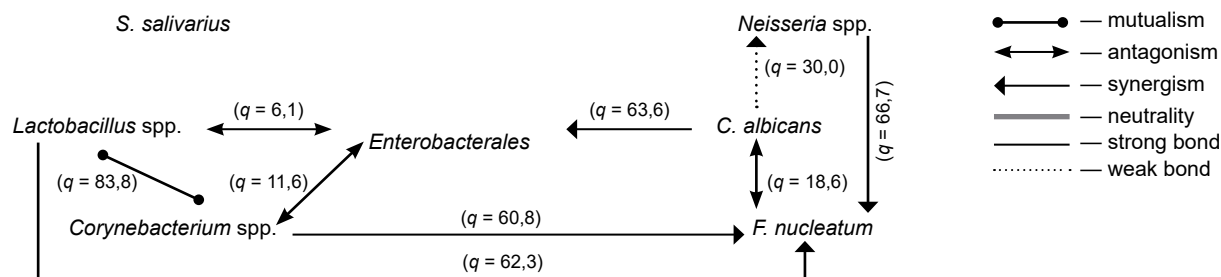 S. salivarius
Neisseria spp.
(q = 30,0)
(q = 66,7)
(q = 6,1)
(q = 63,6)
Lactobacillus spp.
Enterobacterales
C. albicans
(q = 83,8)
(q = 11,6)
(q = 18,6)
Corynebacterium spp.
(q = 60,8)
F. nucleatum
(q = 62,3)
— mutualism
— antagonism
— synergism
— neutrality
— strong bond
— weak bond